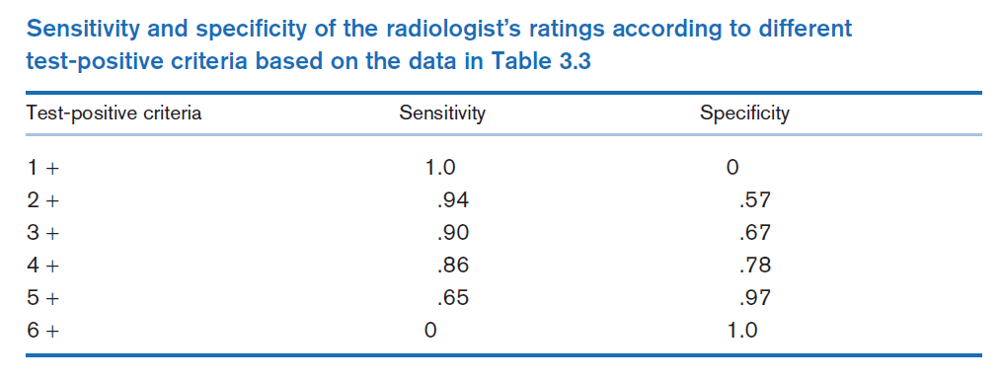 Sensitivity and specificity of the radiologist's ratings according to different
test-positive criteria based on the data in Table 3.3
Test-positive criteria Sensitivity Specificity
1 + 1.0 0
2 + .94 .57
3 + .90 .67
4 + .86 .78
5 + .65 .97
6 + 0 1.0